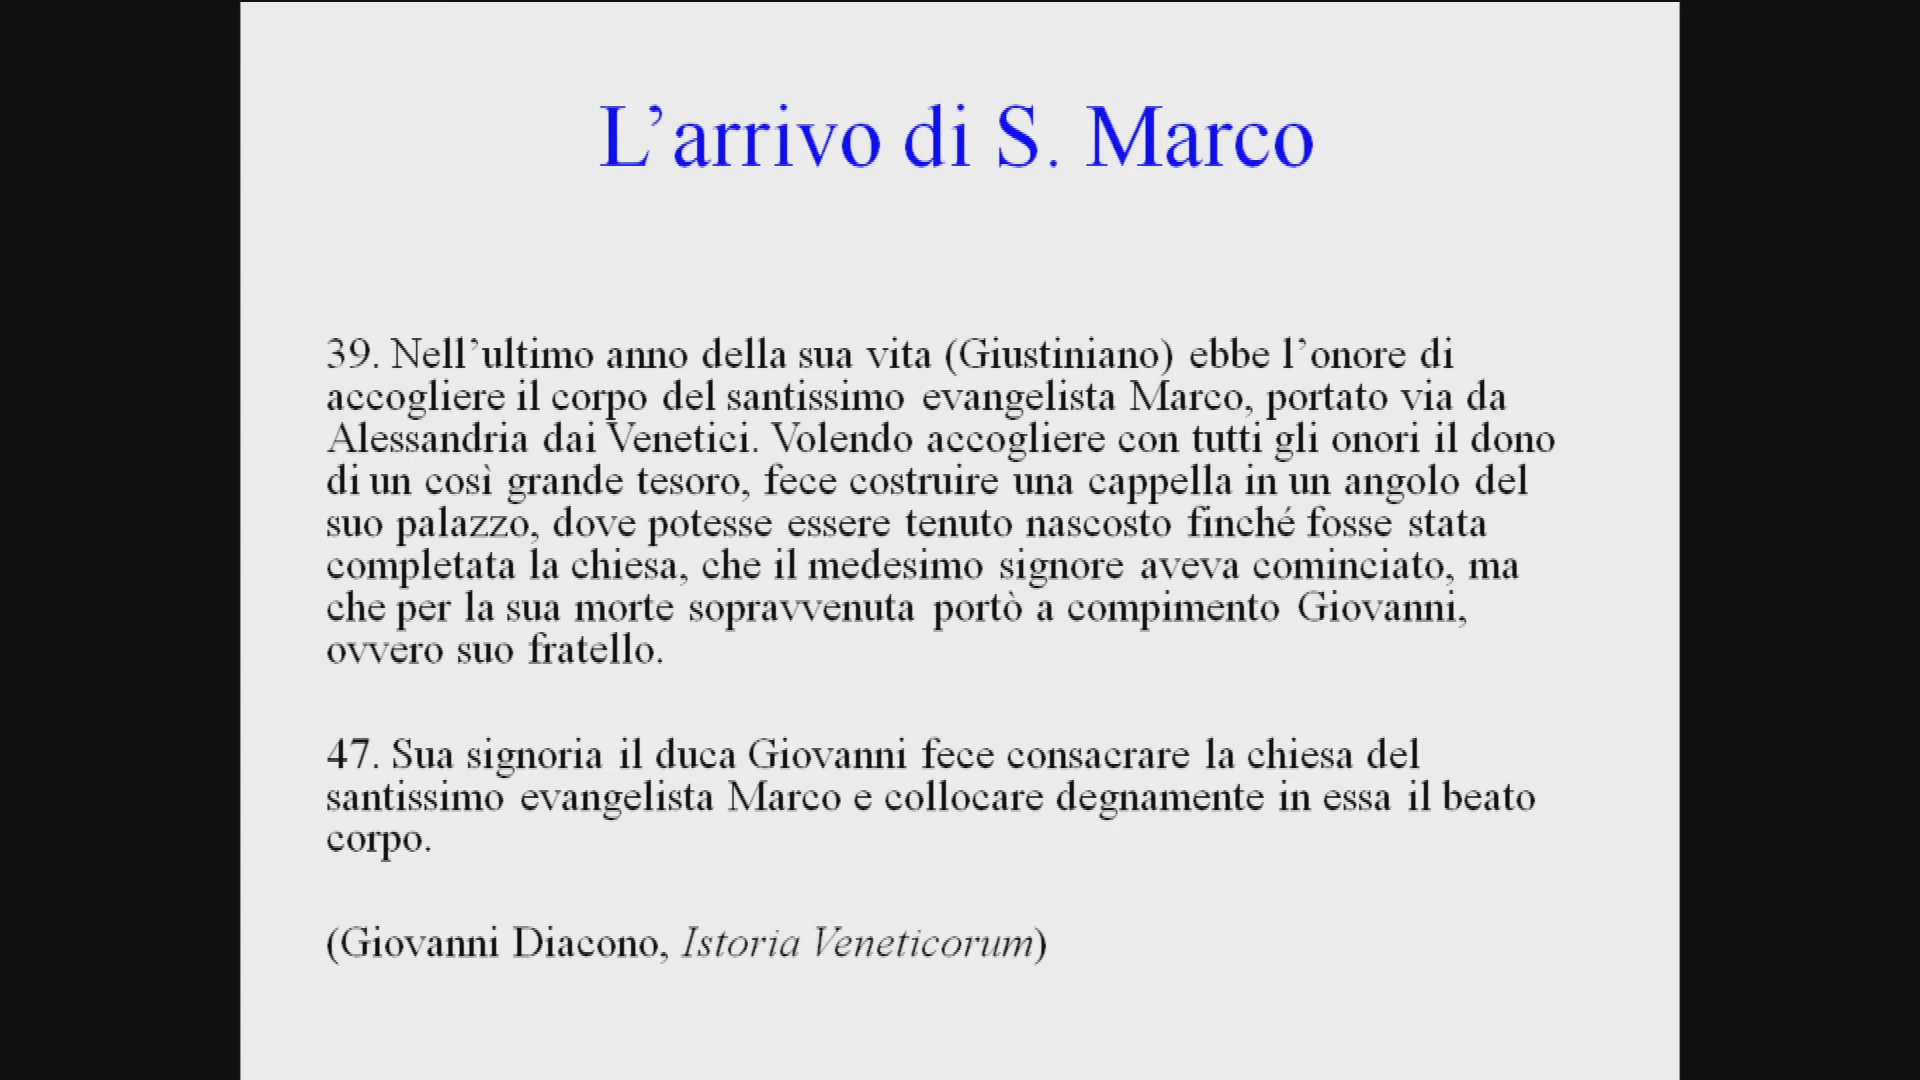 L’arrivo di S. Marco
39. Nell’ultimo anno della sua vita (Giustiniano) ebbe l’onore di
accogliere il corpo del santissimo evangelista Marco, portato via da
Alessandria dai Venetici. Volendo accogliere con tutti gli onori il dono
di un così grande tesoro, fece costruire una cappella in un angolo del
suo palazzo, dove potesse essere tenuto nascosto finché fosse stata
completata la chiesa, che il medesimo signore aveva cominciato, ma
che per la sua morte sopravvenuta portò a compimento Giovanni,
ovvero suo fratello.
47. Sua signoria il duca Giovanni fece consacrare la chiesa del
santissimo evangelista Marco e collocare degnamente in essa il beato
corpo.
(Giovanni Diacono, Istoria Veneticorum)